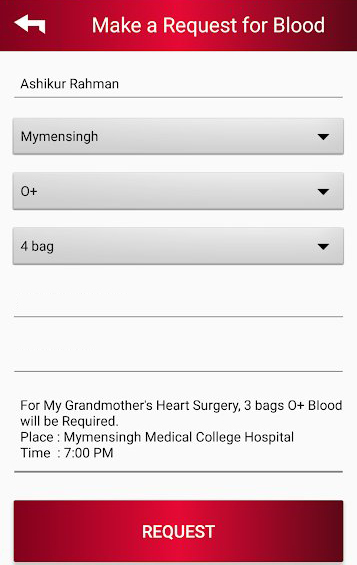 Make a Request for Blood
Ashikur Rahman
Mymensingh
O+
4 bag
For My Grandmother's Heart Surgery, 3 bags O+ Blood
will be Required.
Place : Mymensingh Medical College Hospital
Time : 7:00 PM
REQUEST